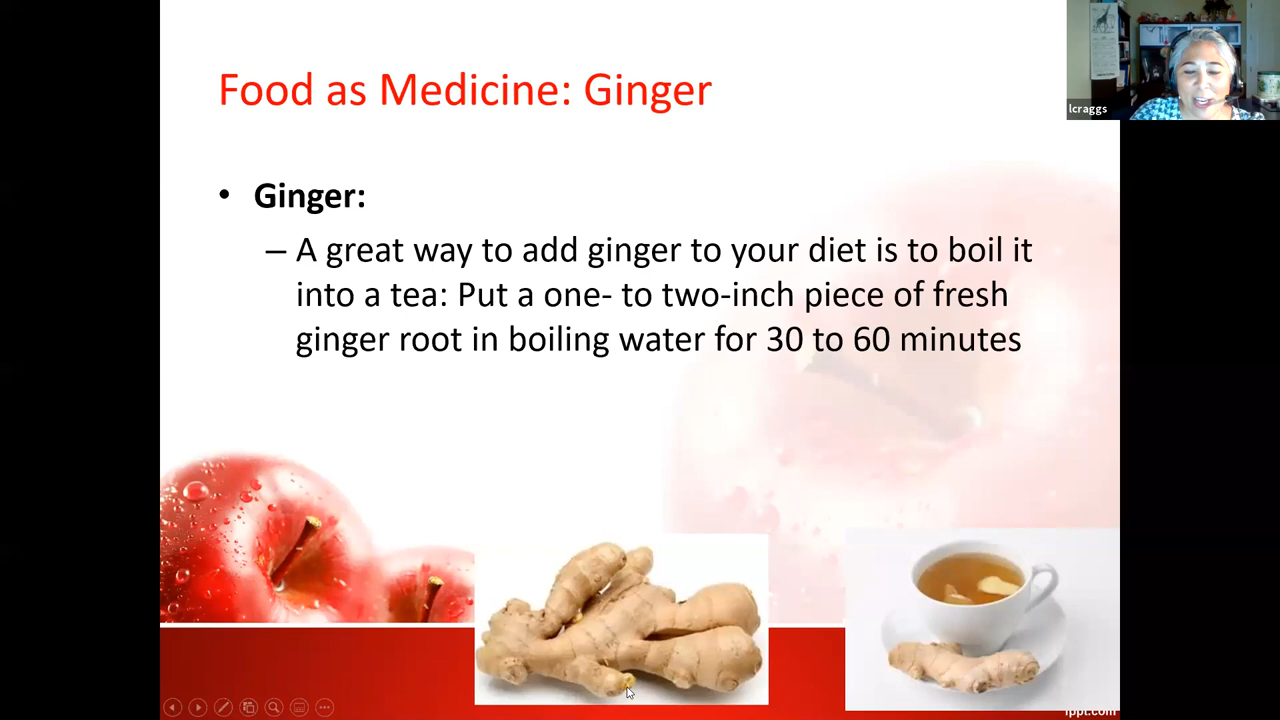 Food as Medicine: Ginger
lcraggs
• Ginger:
– A great way to add ginger to your diet is to boil it
into a tea: Put a one- to two-inch piece of fresh
ginger root in boiling water for 30 to 60 minutes
fppt.com